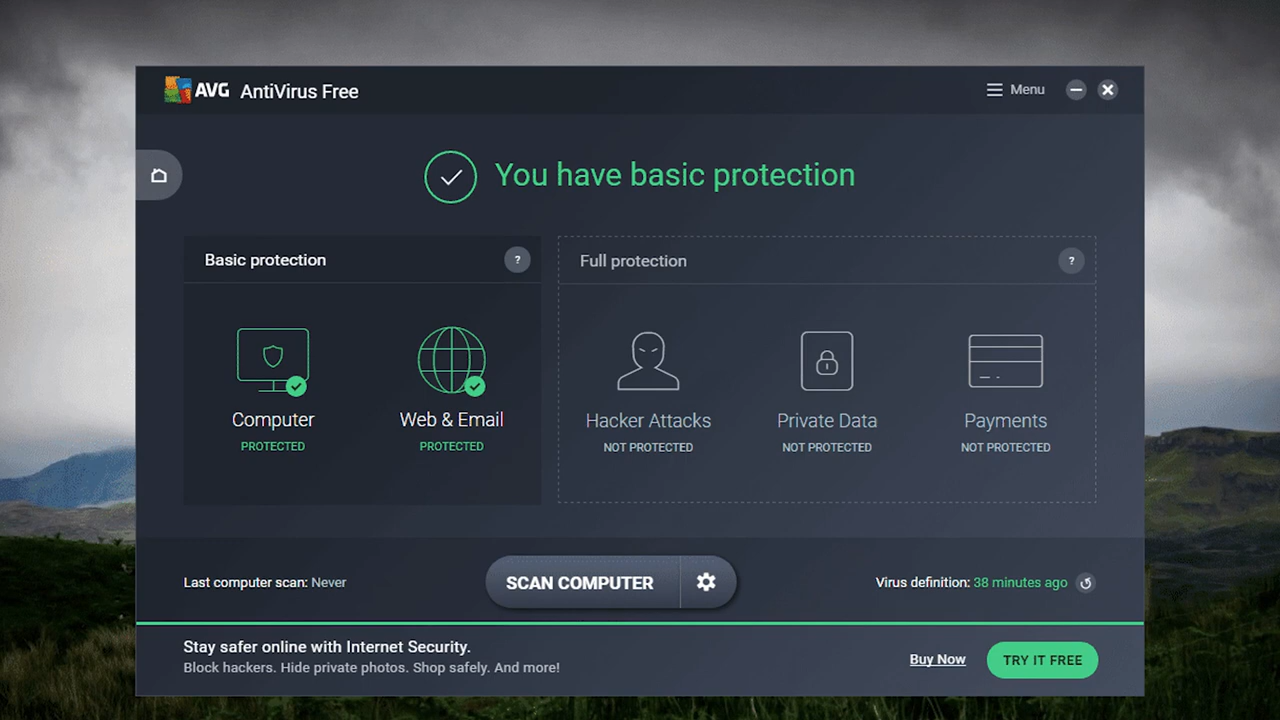 AVG AntiVirus Free
Menu
You have basic protection
Basic protection ?
Full protection ?
Computer
PROTECTED
Web & Email
PROTECTED
Hacker Attacks
NOT PROTECTED
Private Data
NOT PROTECTED
Payments
NOT PROTECTED
Last computer scan: Never
SCAN COMPUTER
Virus definition: 38 minutes ago
Stay safer online with Internet Security.
Block hackers. Hide private photos. Shop safely. And more!
Buy Now
TRY IT FREE